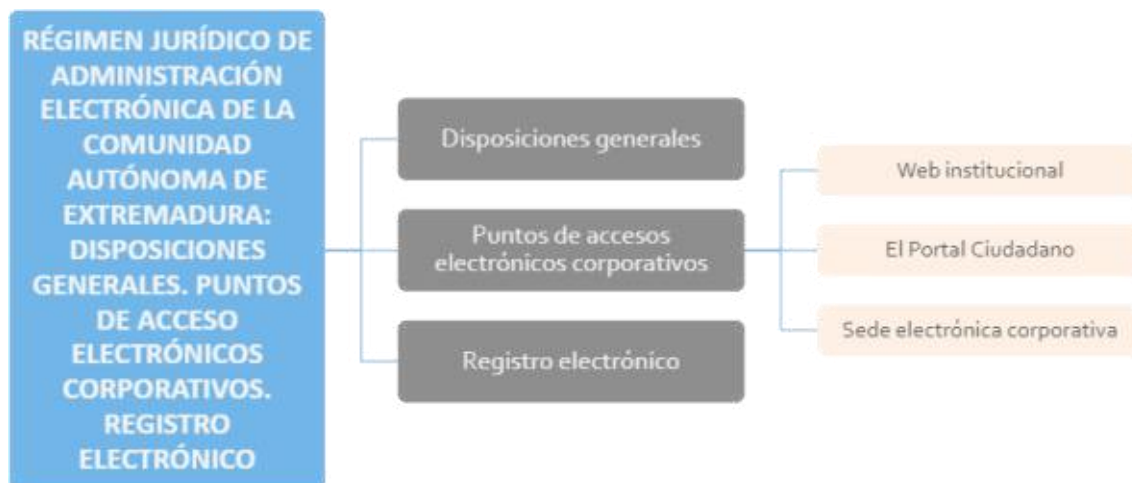 RÉGIMEN JURÍDICO DE
ADMINISTRACIÓN
ELECTRÓNICA DE LA
COMUNIDAD
AUTÓNOMA DE
EXTREMADURA:
DISPOSICIONES
GENERALES. PUNTOS
DE ACCESO
ELECTRÓNICOS
CORPORATIVOS.
REGISTRO
ELECTRÓNICO
Disposiciones generales
Puntos de accesos
electrónicos corporativos
Registro electrónico
Web institucional
El Portal Ciudadano
Sede electrónica corporativa